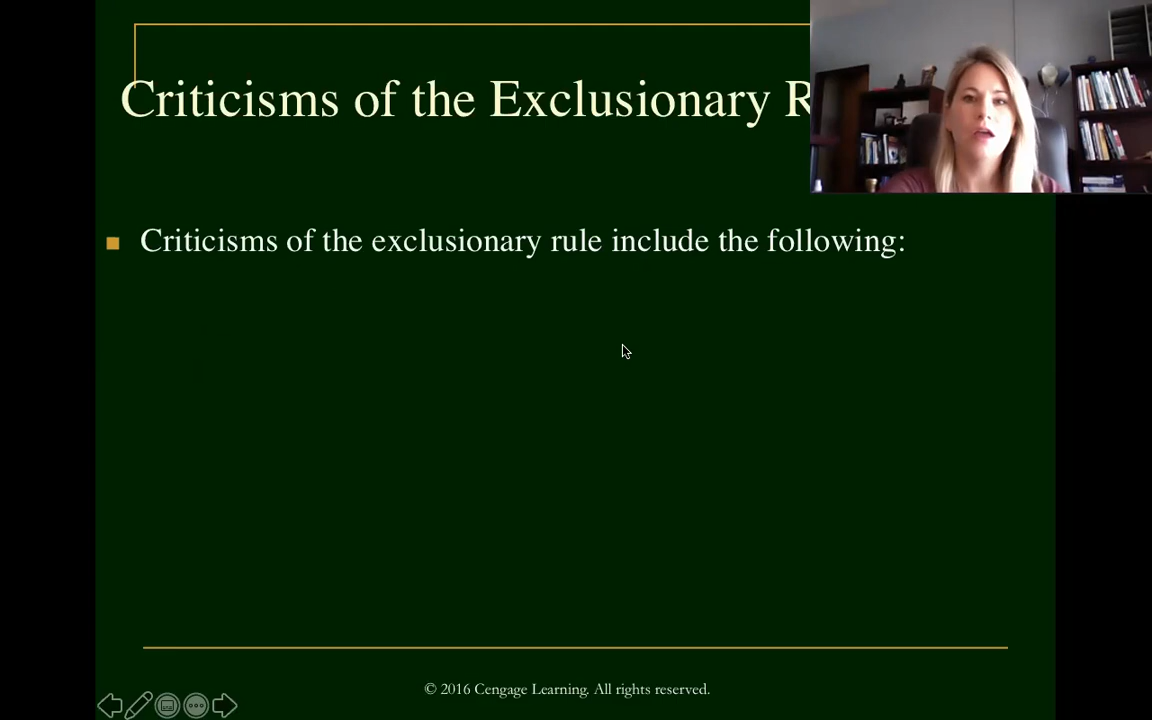 Criticisms of the Exclusionary R
Criticisms of the exclusionary rule include the following:
© 2016 Cengage Learning. All rights reserved.